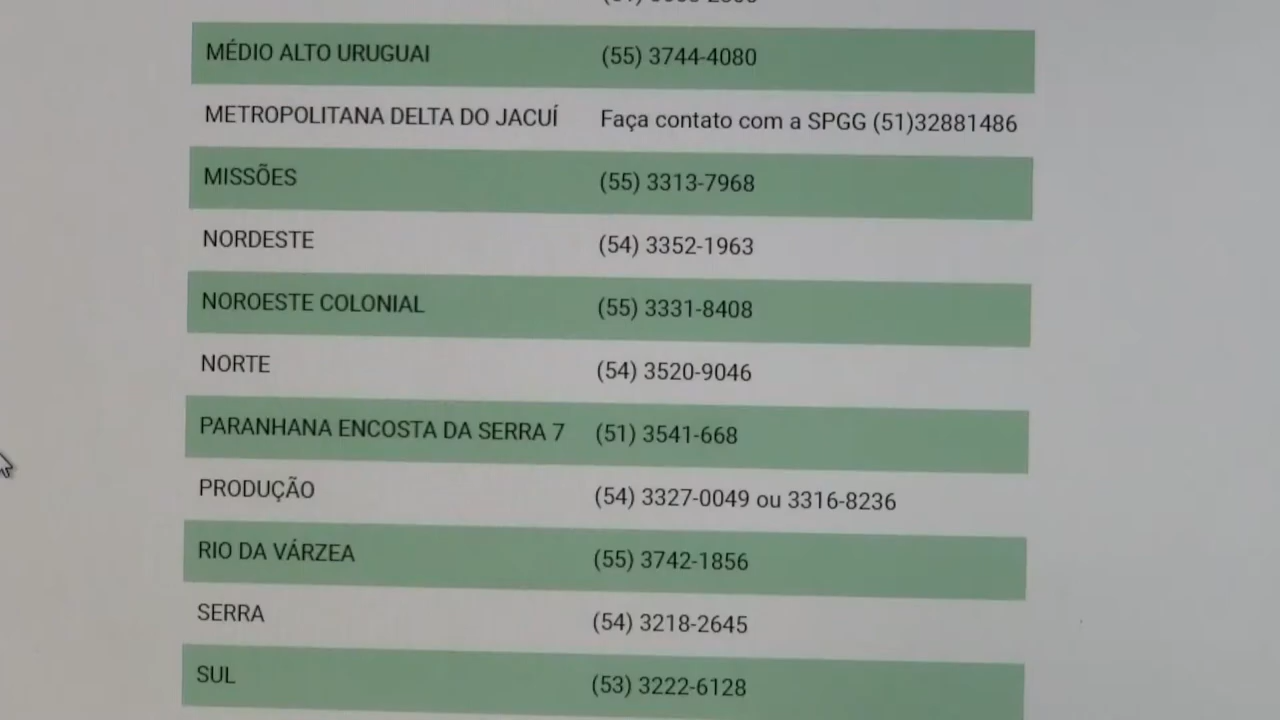 MÉDIO ALTO URUGUAI (55) 3744-4080
METROPOLITANA DELTA DO JACUÍ Faça contato com a SPGG (51)32881486
MISSÕES (55) 3313-7968
NORDESTE (54) 3352-1963
NOROESTE COLONIAL (55) 3331-8408
NORTE (54) 3520-9046
PARANHANA ENCOSTA DA SERRA 7 (51) 3541-668
PRODUÇÃO (54) 3327-0049 ou 3316-8236
RIO DA VÁRZEA (55) 3742-1856
SERRA (54) 3218-2645
SUL (53) 3222-6128